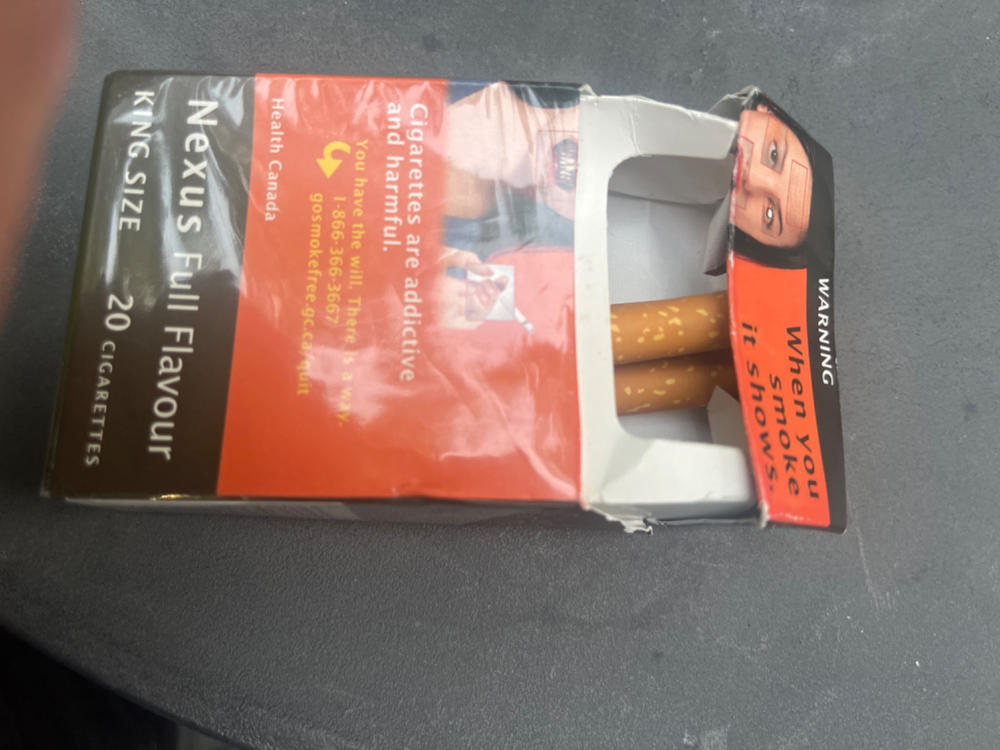 WARNING
When you
smoke
it shows.
Cigarettes are addictive
and harmful.
You have the will. There is a way.
1-866-366-3667
gosmokefree.gc.ca/quit
Health Canada
Nexus Full Flavour
KING SIZE 20 CIGARETTES